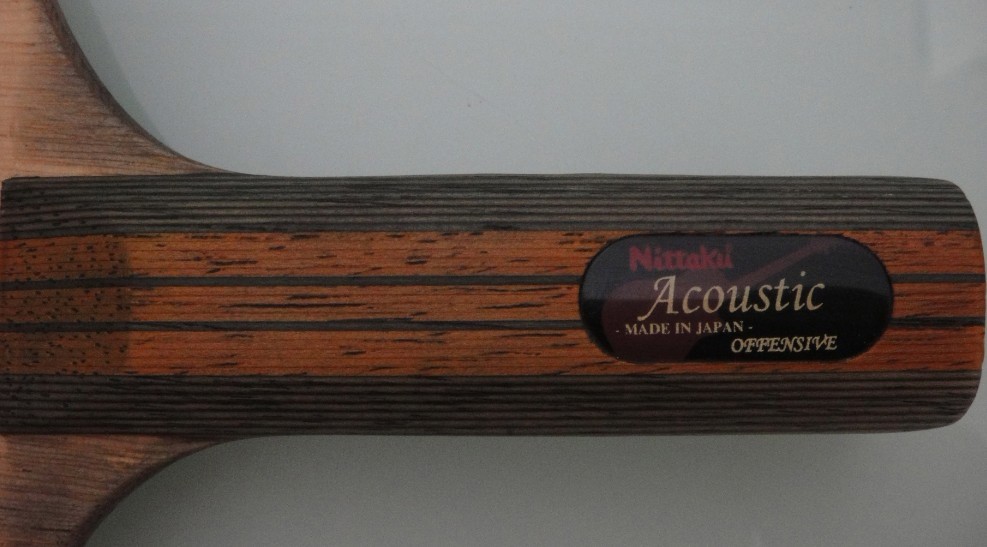 Nittaku
Acoustic
- MADE IN JAPAN -
OFFENSIVE